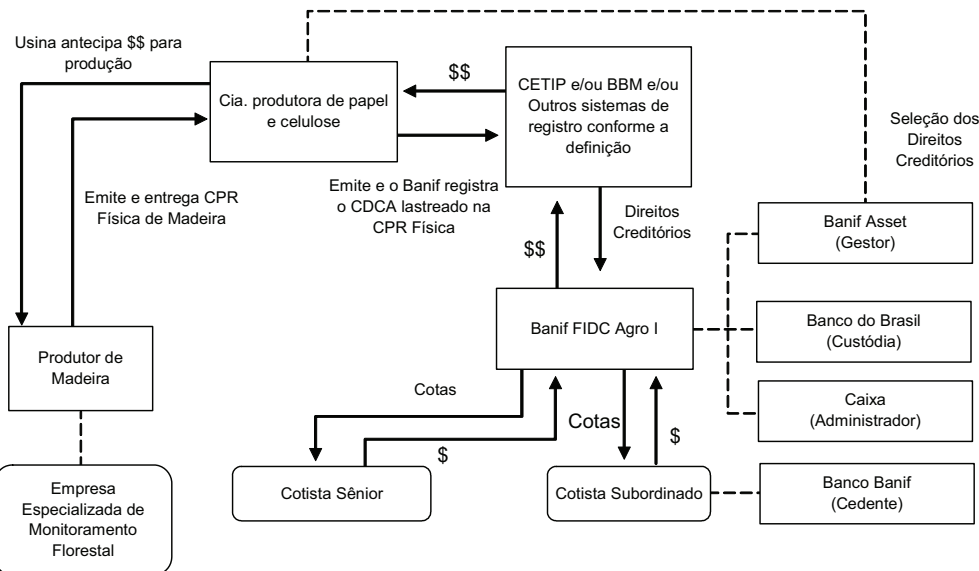 Usina antecipa $$ para
produção
Cia. produtora de papel
e celulose
$$
CETIP e/ou BBM e/ou
Outros sistemas de
registro conforme a
definição
Seleção dos
Direitos
Creditórios
Emite e entrega CPR
Física de Madeira
Emite e o Banif registra
o CDCA lastreado na
CPR Física
$$
Direitos
Creditórios
Banif Asset
(Gestor)
Banif FIDC Agro I
Banco do Brasil
(Custódia)
Produtor de
Madeira
Cotas
Cotas
Caixa
(Administrador)
$
$
Empresa
Especializada de
Monitoramento
Florestal
Cotista Sênior
Cotista Subordinado
Banco Banif
(Cedente)